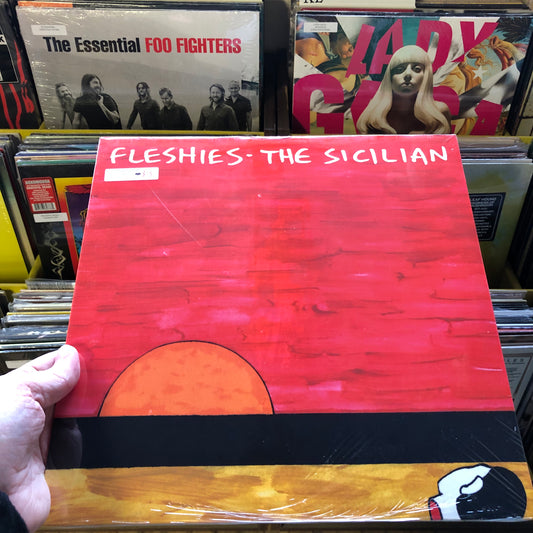 The Essential FOO FIGHTERS
LADY
GAGA
FLESHIES - THE SICILIAN